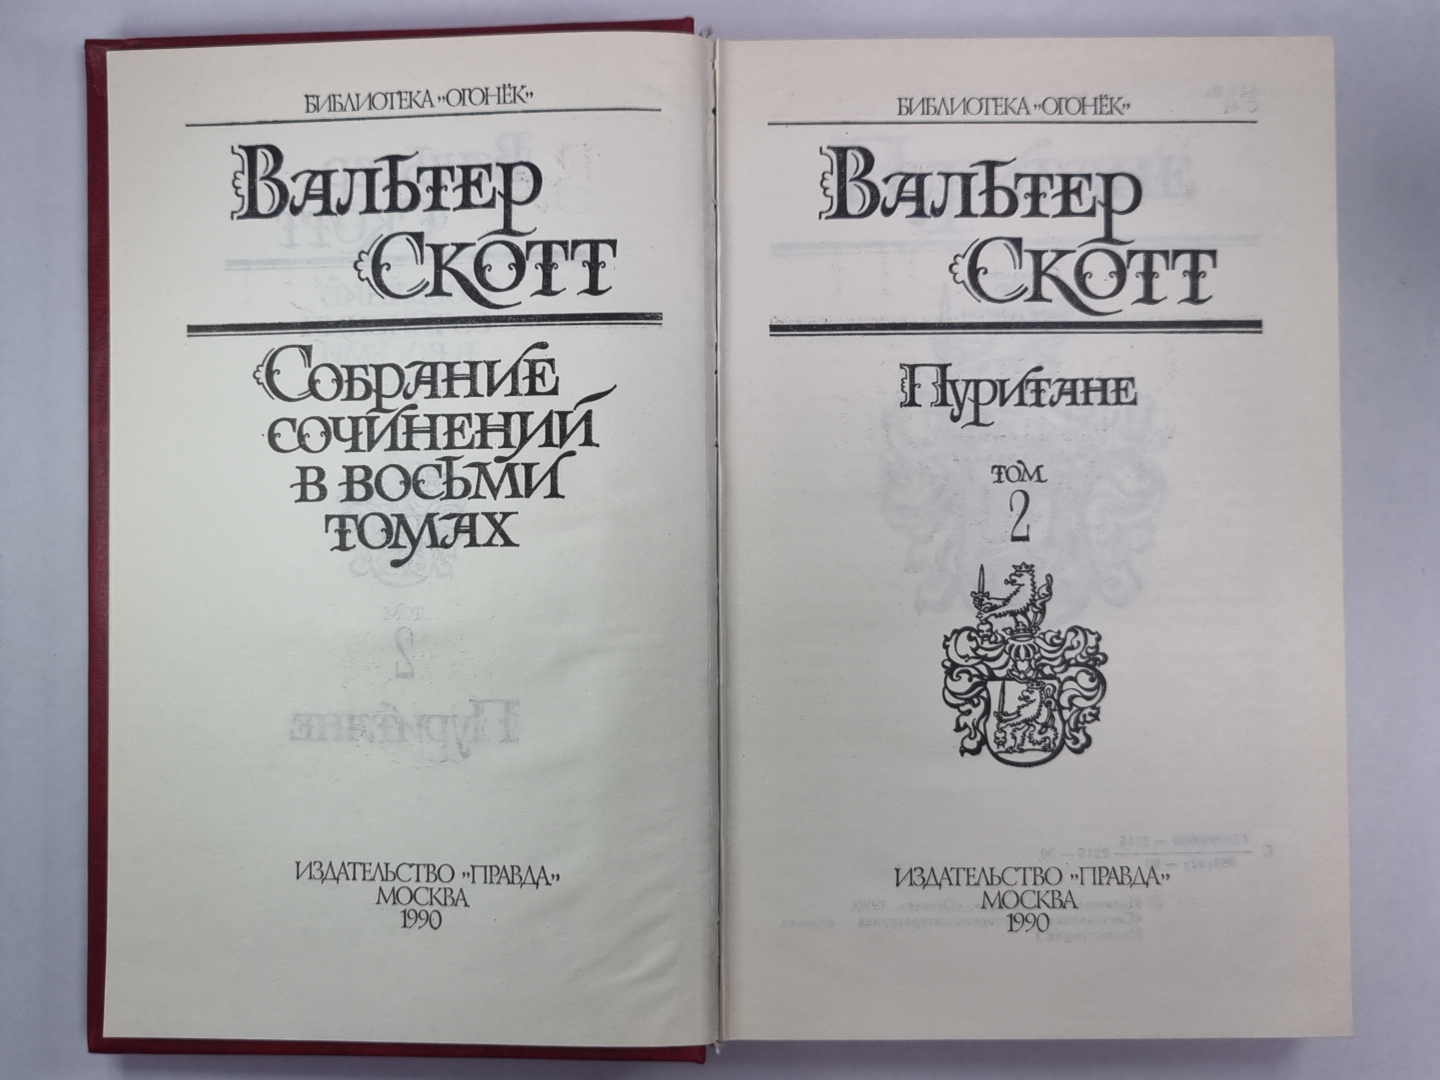 БИБЛИОТЕКА „ОГОНЁК"
ВАЛЬТЕР
СКОТТ
СОБРАНИЕ
СОЧИНЕНИЙ
В ВОСЬМИ
ТОМАХ
ИЗДАТЕЛЬСТВО „ПРАВДА"
МОСКВА
1990
БИБЛИОТЕКА „ОГОНЁК"
ВАЛЬТЕР
СКОТТ
ПУРИТАНЕ
ТОМ
2
ИЗДАТЕЛЬСТВО „ПРАВДА"
МОСКВА
1990